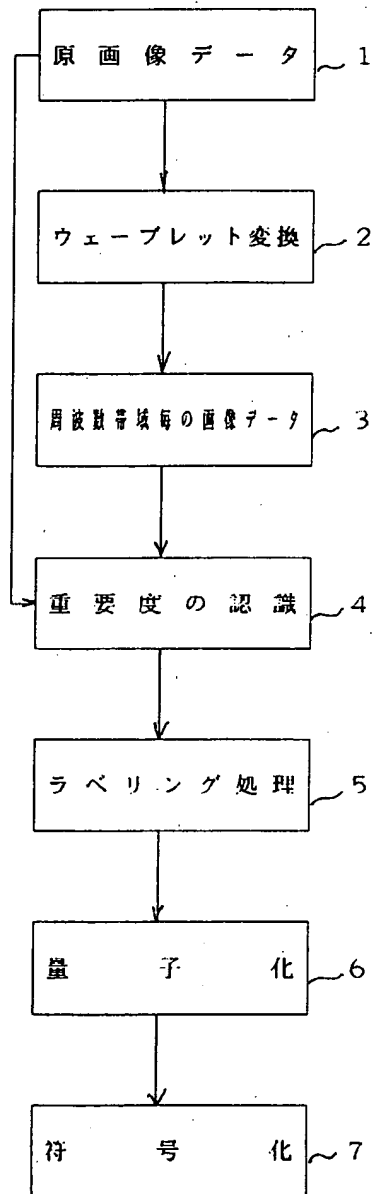 原画像データ 1
ウェーブレット変換 2
周波数帯域毎の画像データ 3
重要度の認識 4
ラベリング処理 5
量子化 6
符号化 7